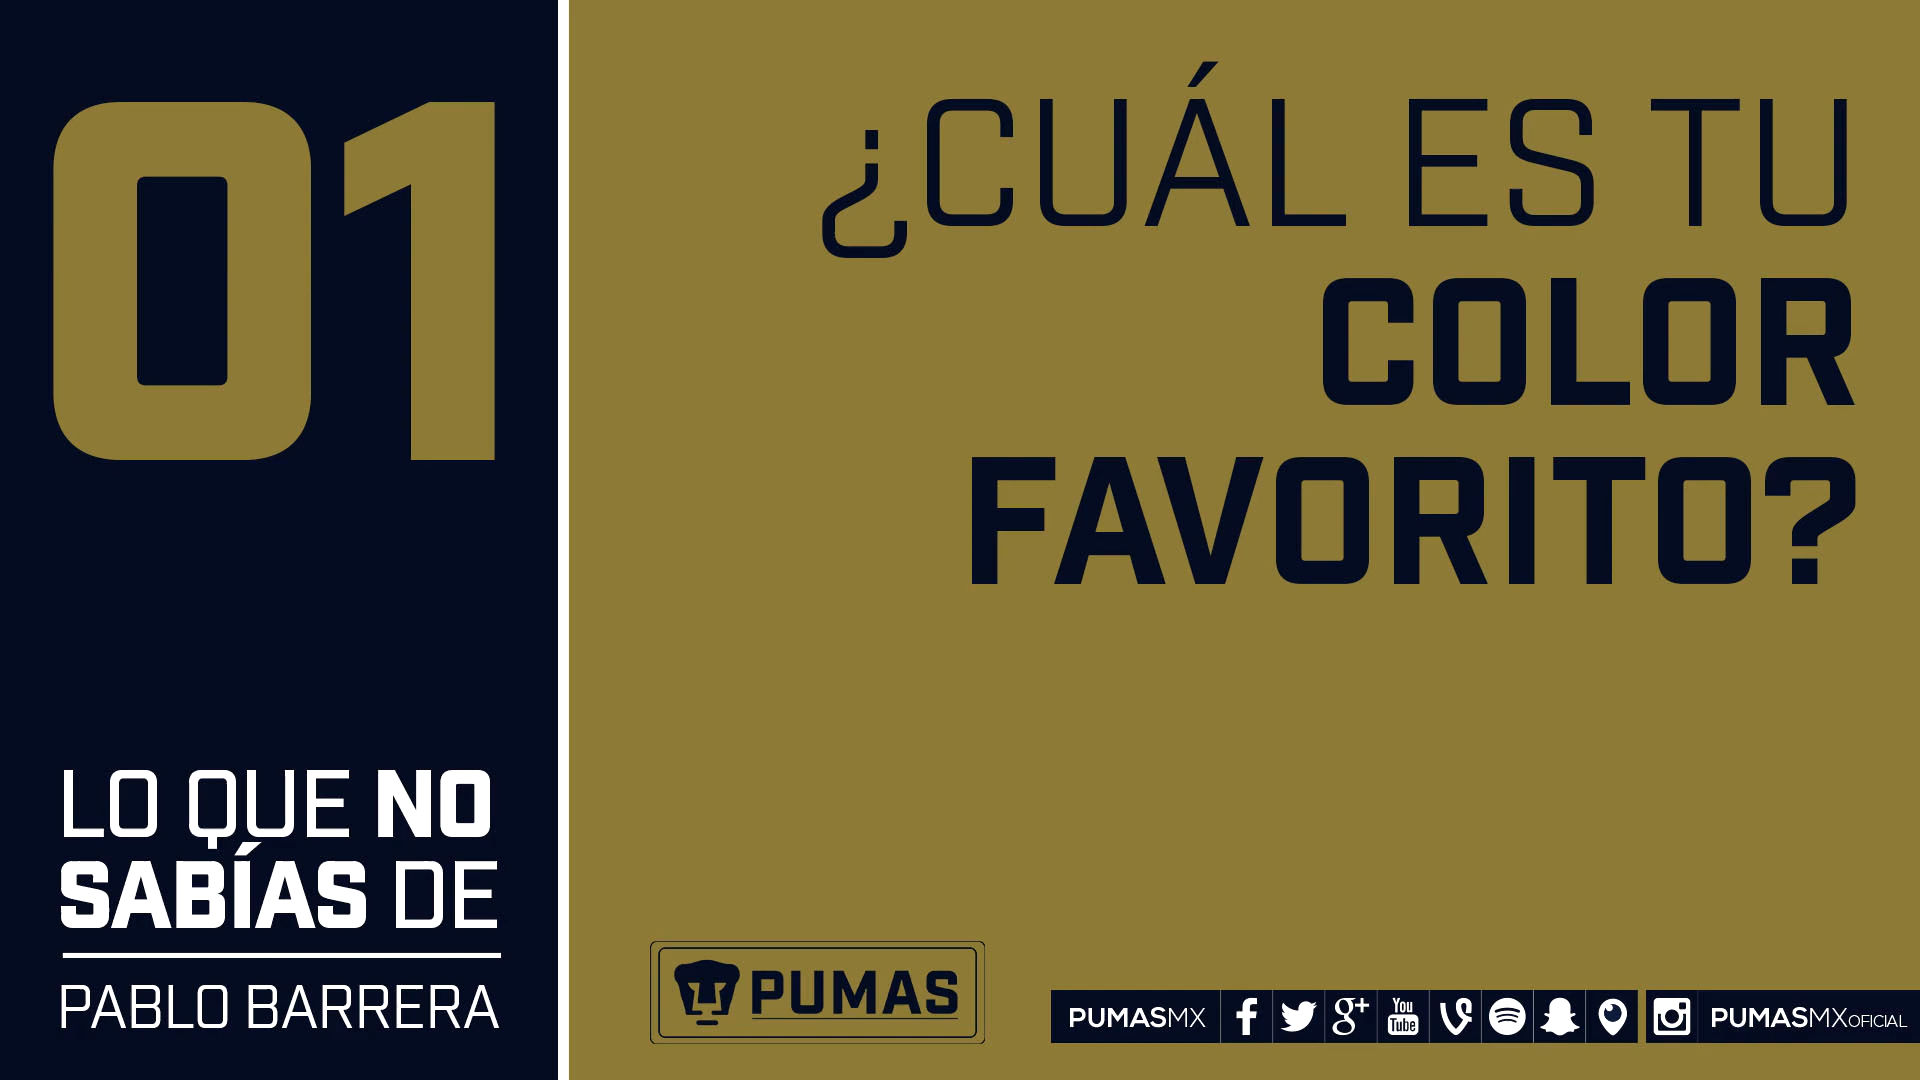 01
LO QUE NO
SABÍAS DE
PABLO BARRERA
¿CUÁL ES TU
COLOR
FAVORITO?
PUMAS
PUMASMX
g+
You
Tube
PUMASMXOFICIAL